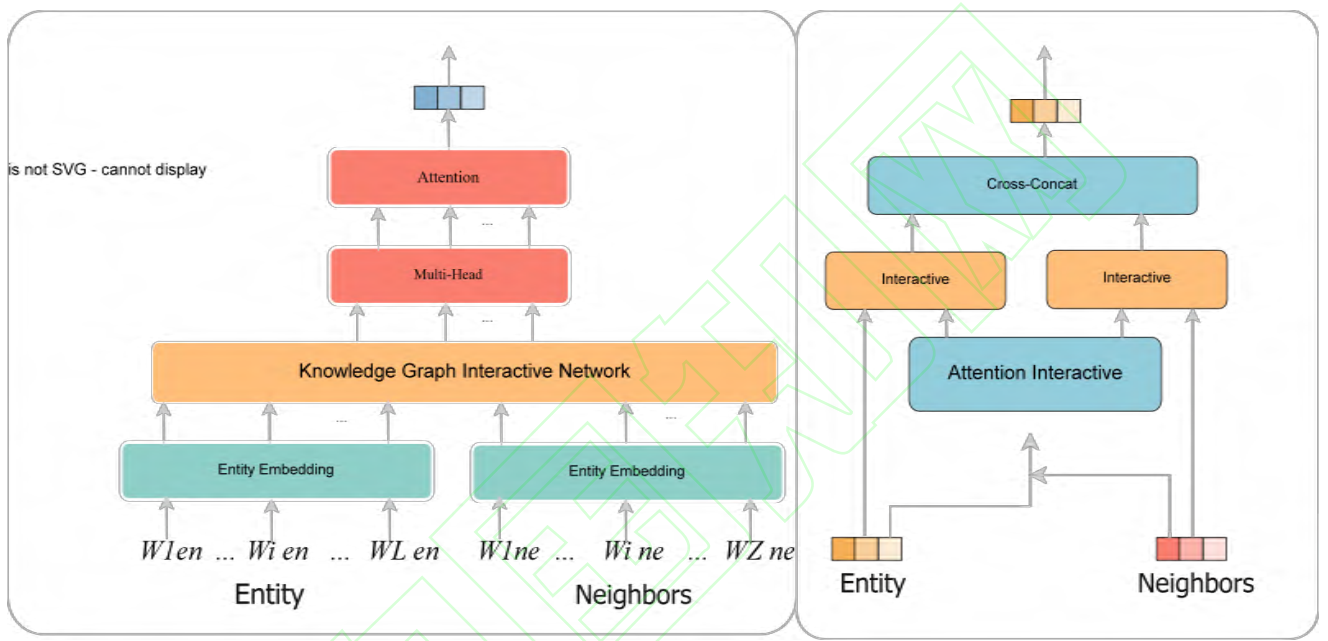 is not SVG - cannot display
Attention
...
Multi-Head
...
Knowledge Graph Interactive Network
...
...
Entity Embedding
Entity Embedding
W1en ... Wi en ... WL en
W1ne ... Wi ne ... WZ ne
Entity
Neighbors
Cross-Concat
Interactive
Interactive
Attention Interactive
Entity
Neighbors